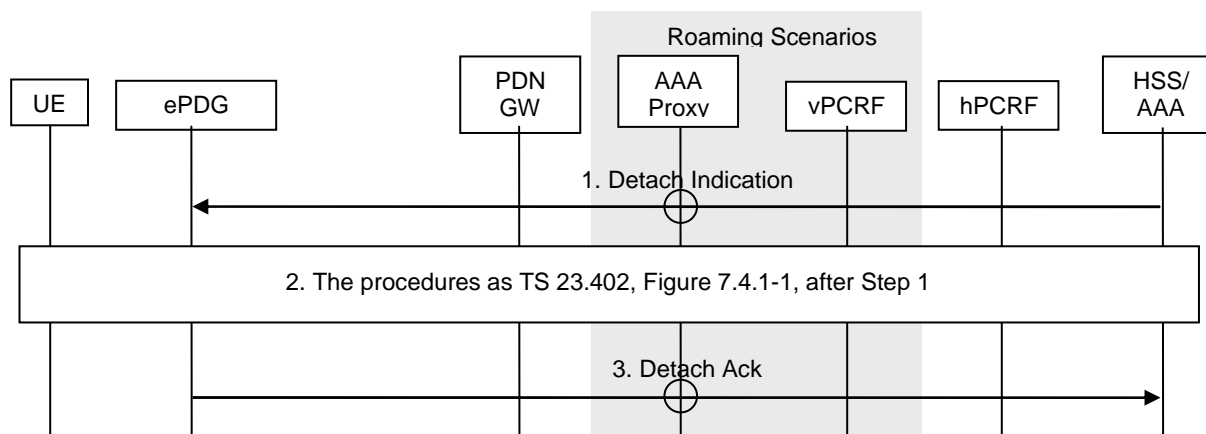 Roaming Scenarios
UE
ePDG
PDN
GW
AAA
Proxy
vPCRF
hPCRF
HSS/
AAA
1. Detach Indication
2. The procedures as TS 23.402, Figure 7.4.1-1, after Step 1
3. Detach Ack